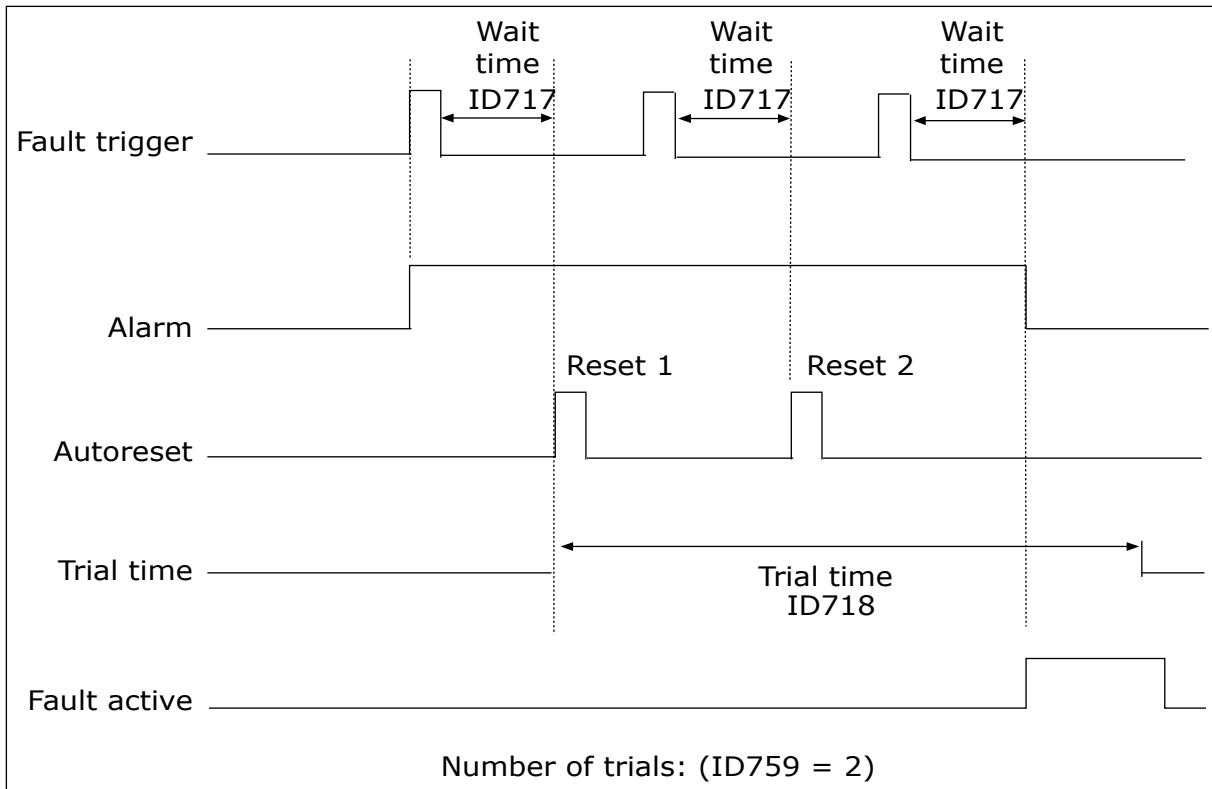 Wait
time
ID717
Wait
time
ID717
Wait
time
ID717
Fault trigger
Alarm
Reset 1
Reset 2
Autoreset
Trial time
Trial time
ID718
Fault active
Number of trials: (ID759 = 2)